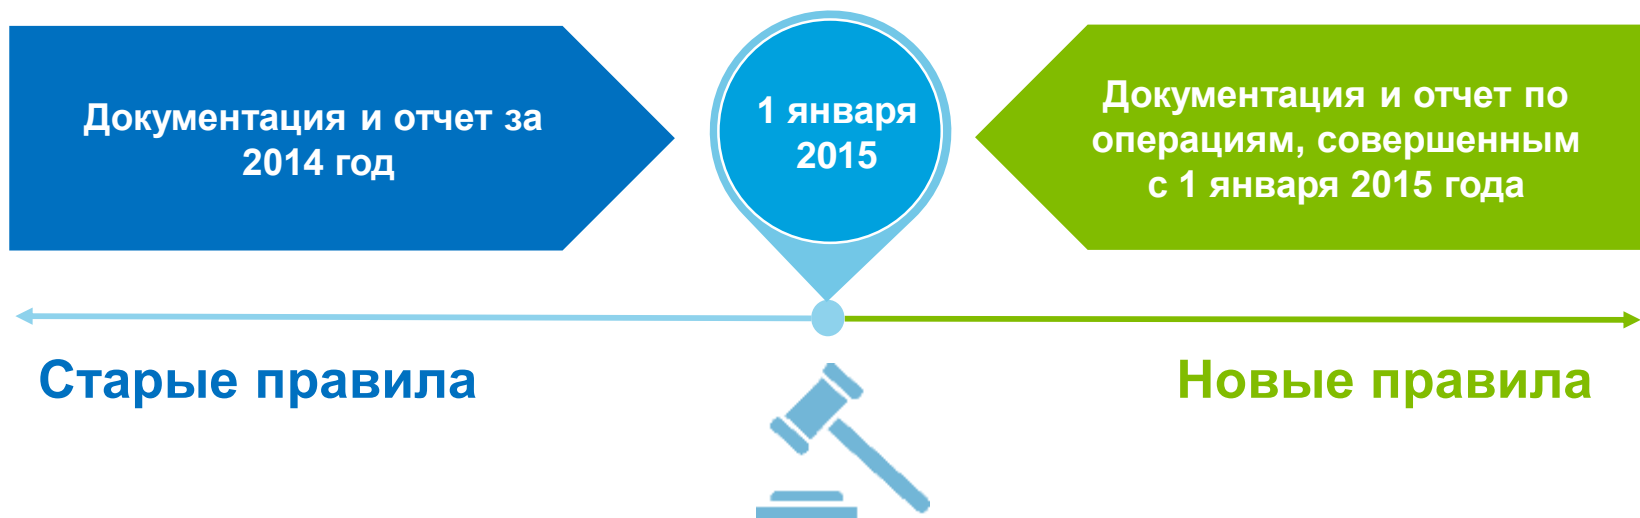 Документация и отчет за
2014 год
1 января
2015
Документация и отчет по
операциям, совершенным
с 1 января 2015 года
Старые правила
Новые правила